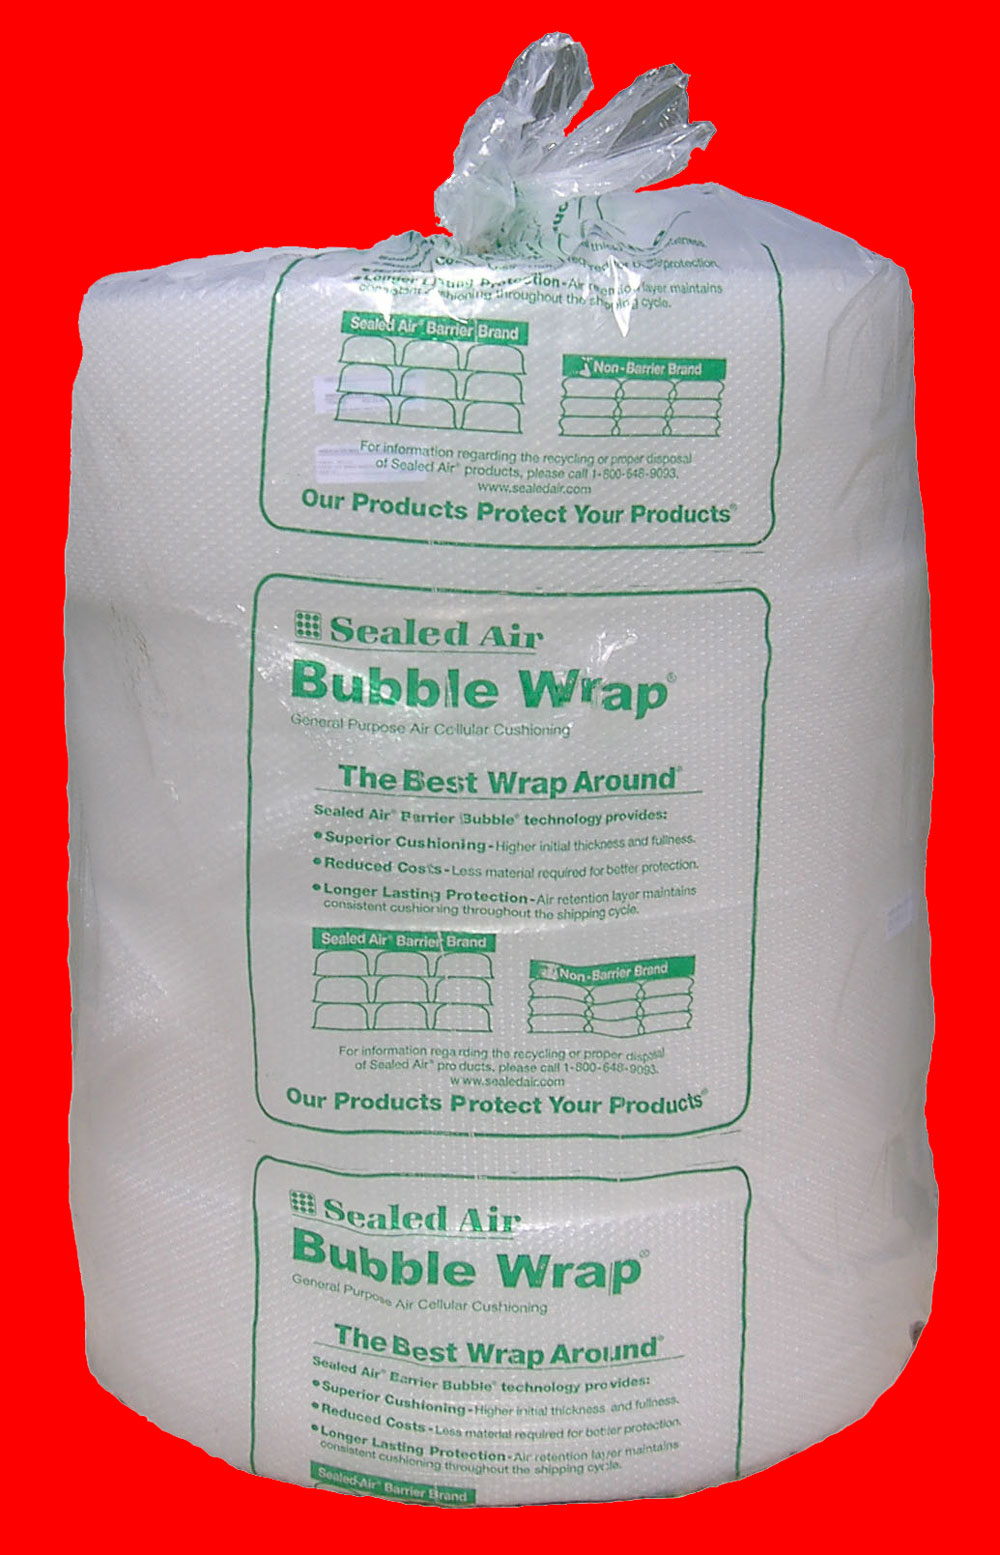 required for better protection.
Longer Lasting Protection-Air retention layer maintains
consistent cushioning throughout the shipping cycle.
Sealed Air® Barrier Brand
Non-Barrier Brand
For information regarding the recycling or proper disposal
of Sealed Air® products, please call 1-800-648-9093.
www.sealedair.com
Our Products Protect Your Products®
Sealed Air
Bubble Wrap®
General Purpose Air Cellular Cushioning
The Best Wrap Around®
Sealed Air® Barrier Bubble® technology provides:
•Superior Cushioning-Higher initial thickness and fullness.
•Reduced Costs-Less material required for better protection.
•Longer Lasting Protection-Air retention layer maintains
consistent cushioning throughout the shipping cycle.
Sealed Air® Barrier Brand
Non-Barrier Brand
For information regarding the recycling or proper disposal
of Sealed Air® products, please call 1-800-648-9093.
www.sealedair.com
Our Products Protect Your Products®
Sealed Air
Bubble Wrap®
General Purpose Air Cellular Cushioning
The Best Wrap Around®
Sealed Air® Barrier Bubble® technology provides:
•Superior Cushioning-Higher initial thickness and fullness.
•Reduced Costs-Less material required for better protection.
•Longer Lasting Protection-Air retention layer maintains
consistent cushioning throughout the shipping cycle.
Sealed Air® Barrier Brand